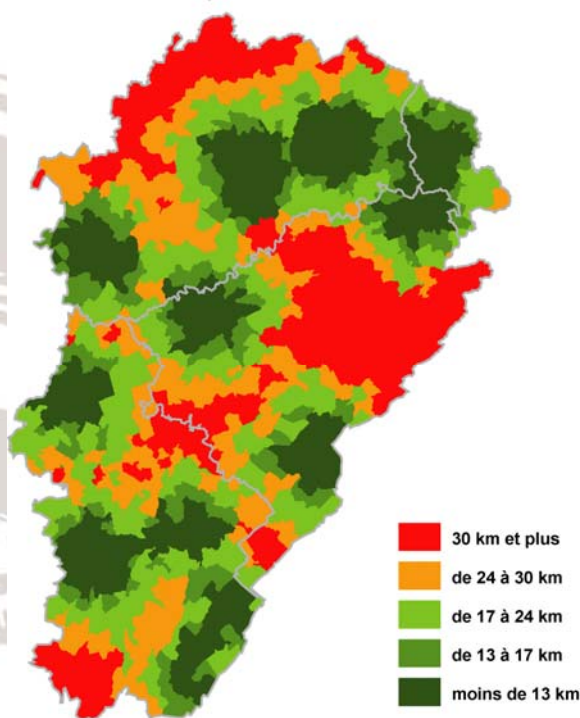 30 km et plus
de 24 à 30 km
de 17 à 24 km
de 13 à 17 km
moins de 13 km